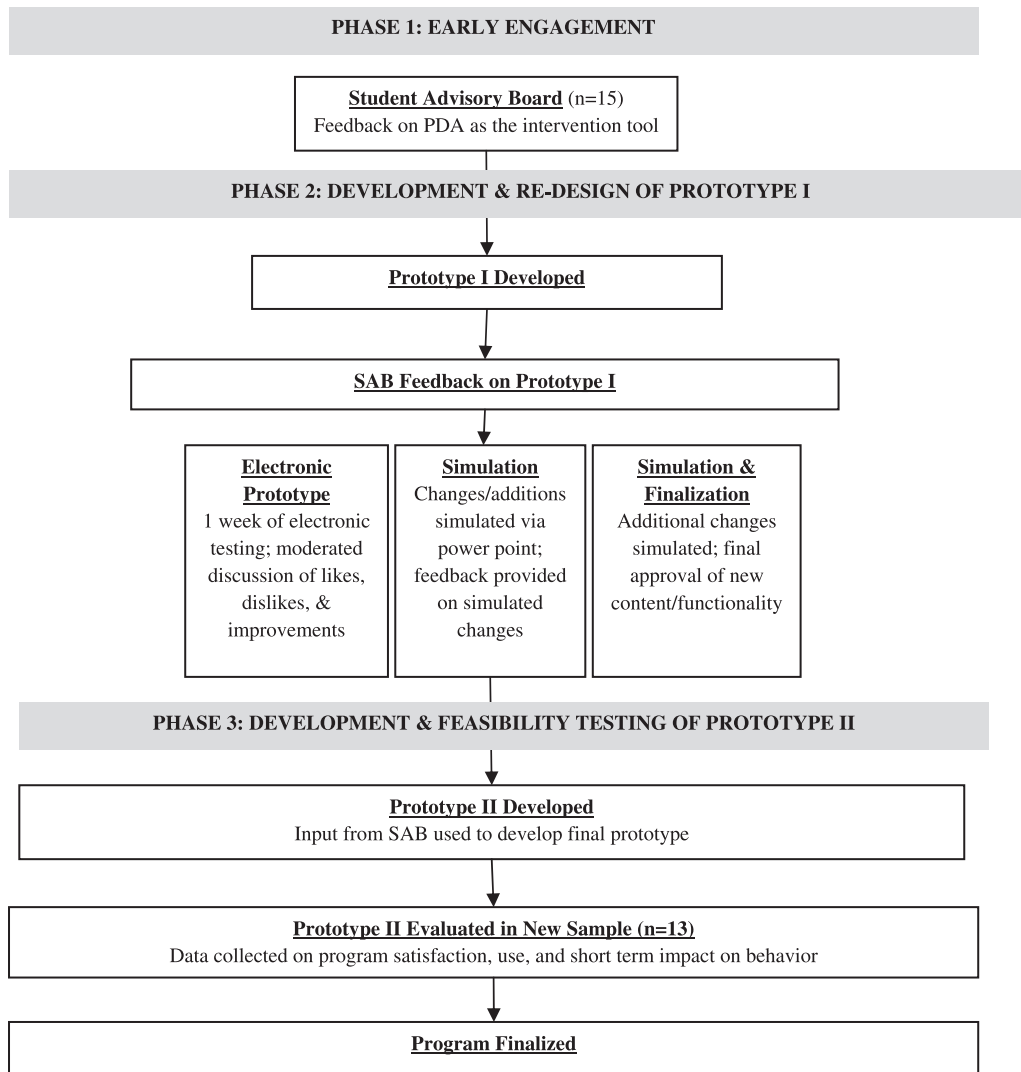 PHASE 1: EARLY ENGAGEMENT
Student Advisory Board (n=15)
Feedback on PDA as the intervention tool
PHASE 2: DEVELOPMENT & RE-DESIGN OF PROTOTYPE I
Prototype I Developed
SAB Feedback on Prototype I
Electronic
Prototype
1 week of electronic
testing; moderated
discussion of likes,
dislikes, &
improvements
Simulation
Changes/additions
simulated via
power point;
feedback provided
on simulated
changes
Simulation &
Finalization
Additional changes
simulated; final
approval of new
content/functionality
PHASE 3: DEVELOPMENT & FEASIBILITY TESTING OF PROTOTYPE II
Prototype II Developed
Input from SAB used to develop final prototype
Prototype II Evaluated in New Sample (n=13)
Data collected on program satisfaction, use, and short term impact on behavior
Program Finalized